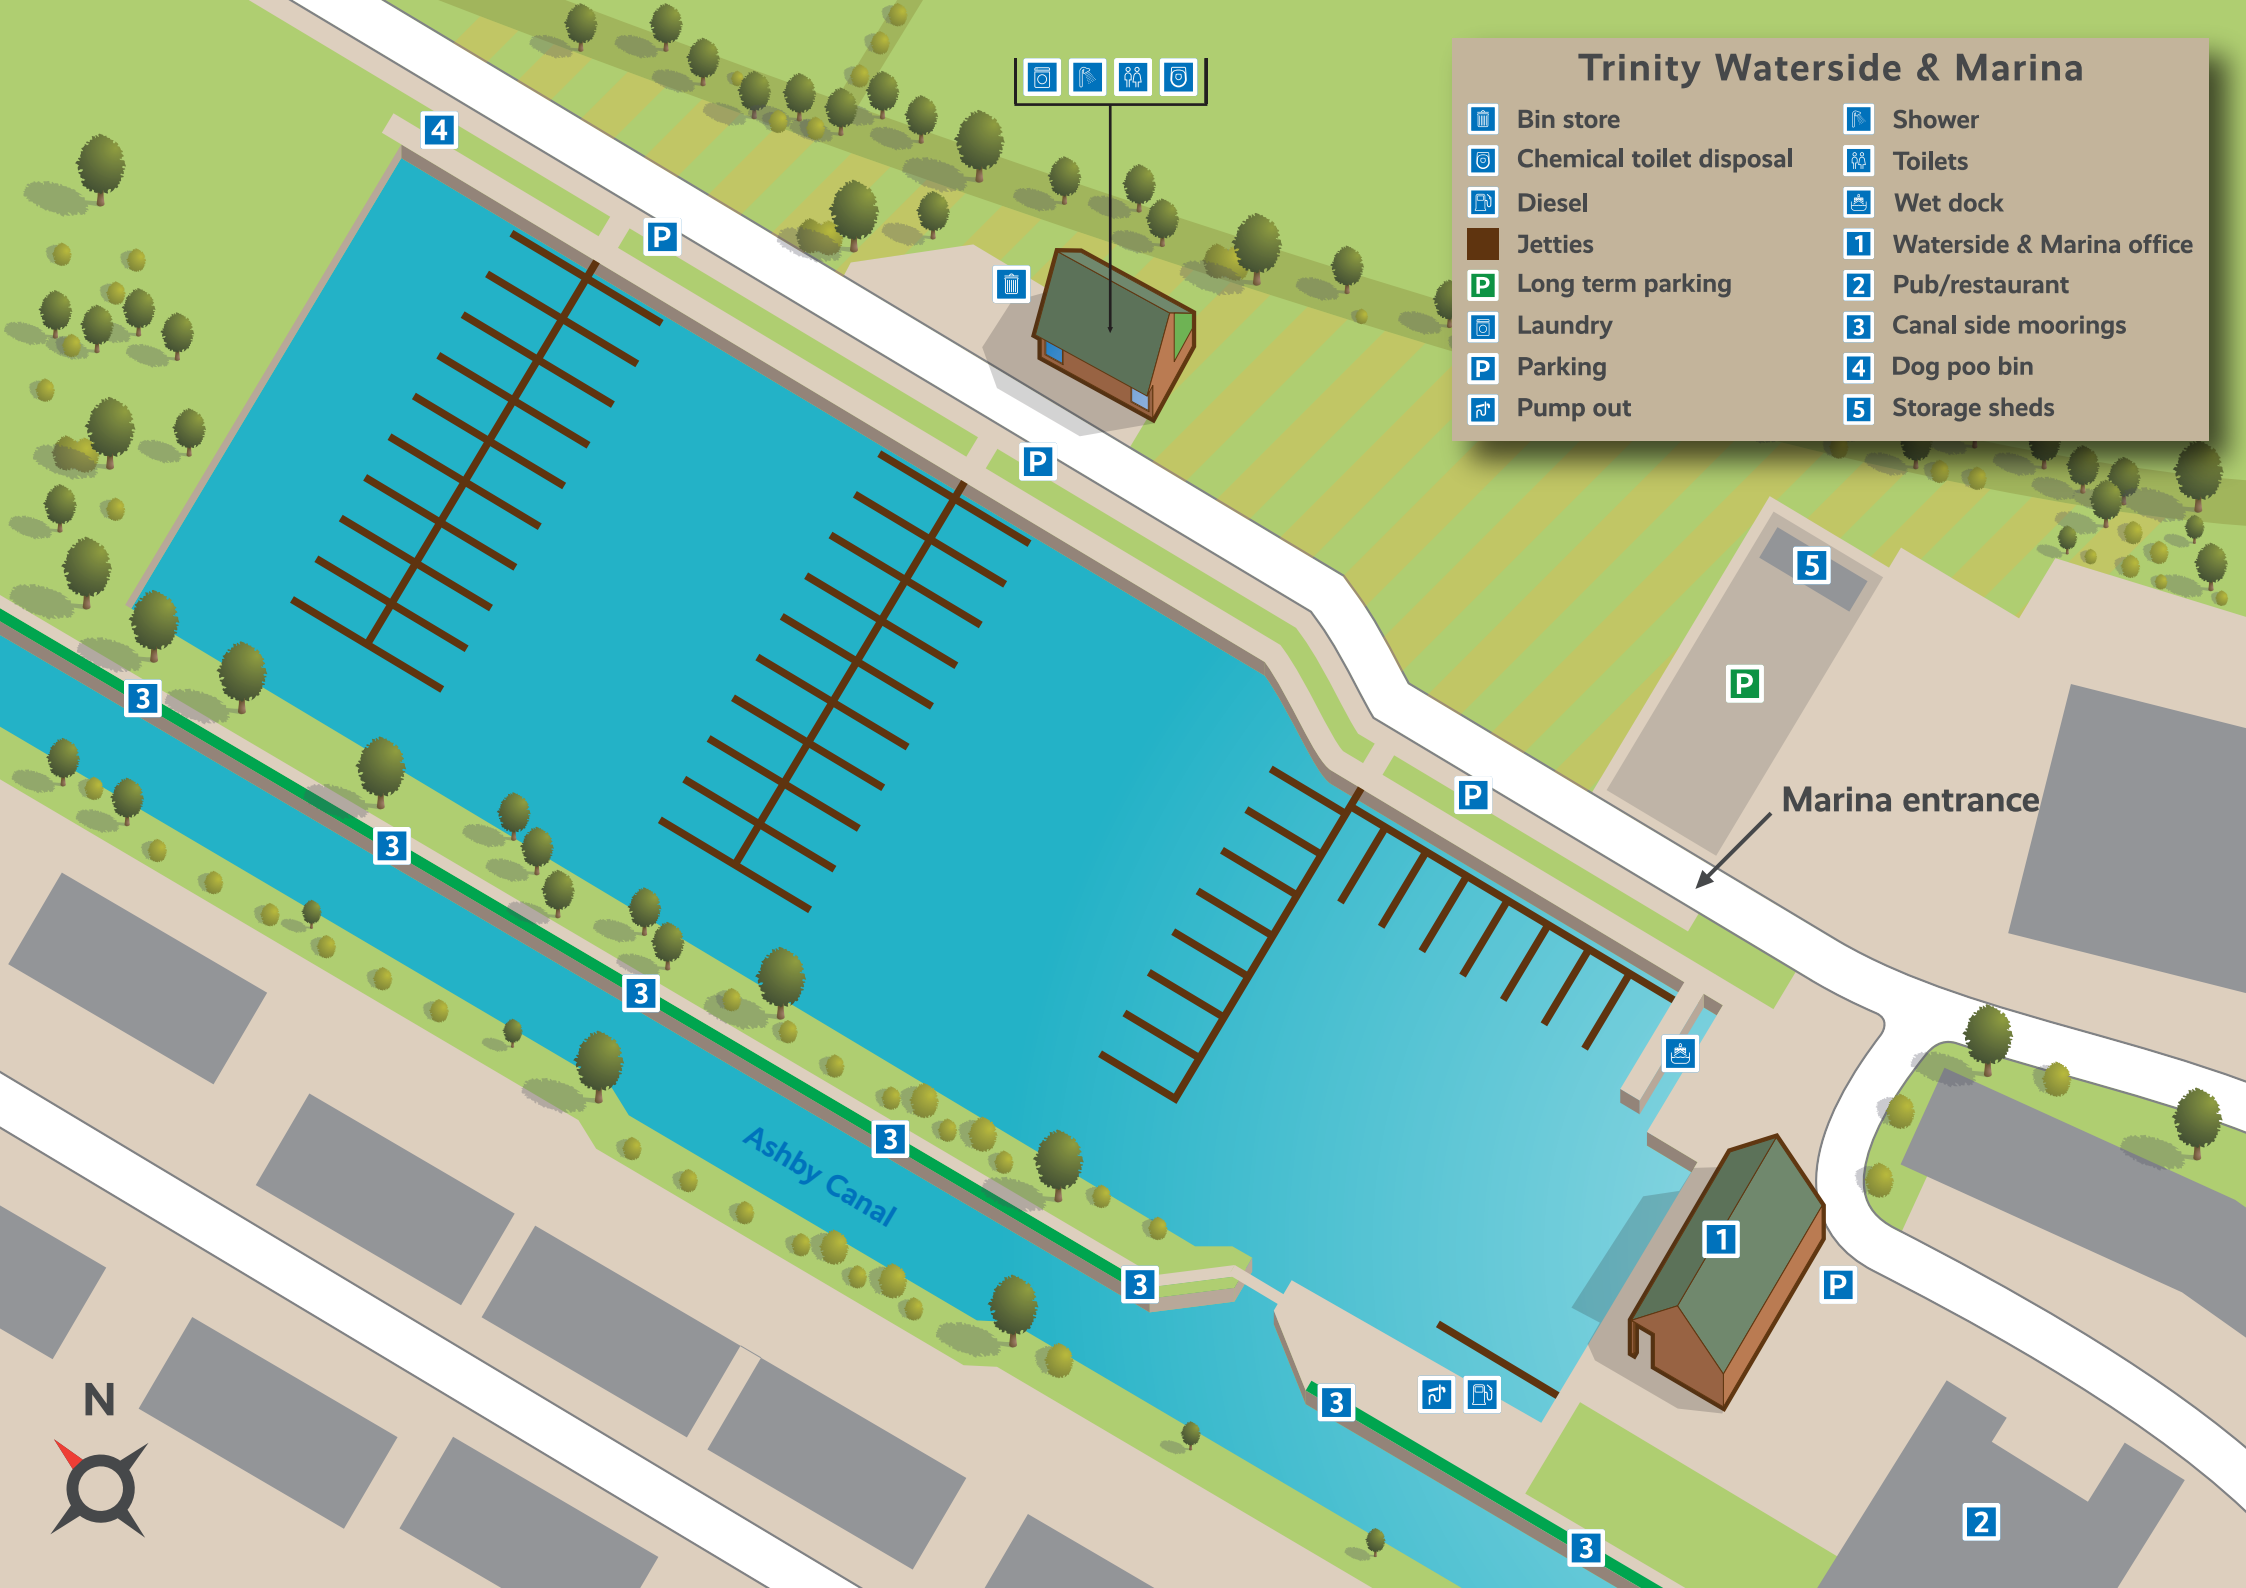 Trinity Waterside & Marina
Bin store
Chemical toilet disposal
Diesel
Jetties
P Long term parking
Laundry
P Parking
Pump out
Shower
Toilets
Wet dock
1 Waterside & Marina office
2 Pub/restaurant
3 Canal side moorings
4 Dog poo bin
5 Storage sheds
4
P
P
5
P
3
P
Marina entrance
3
3
3
Ashby Canal
1
3
P
3
N
2
3